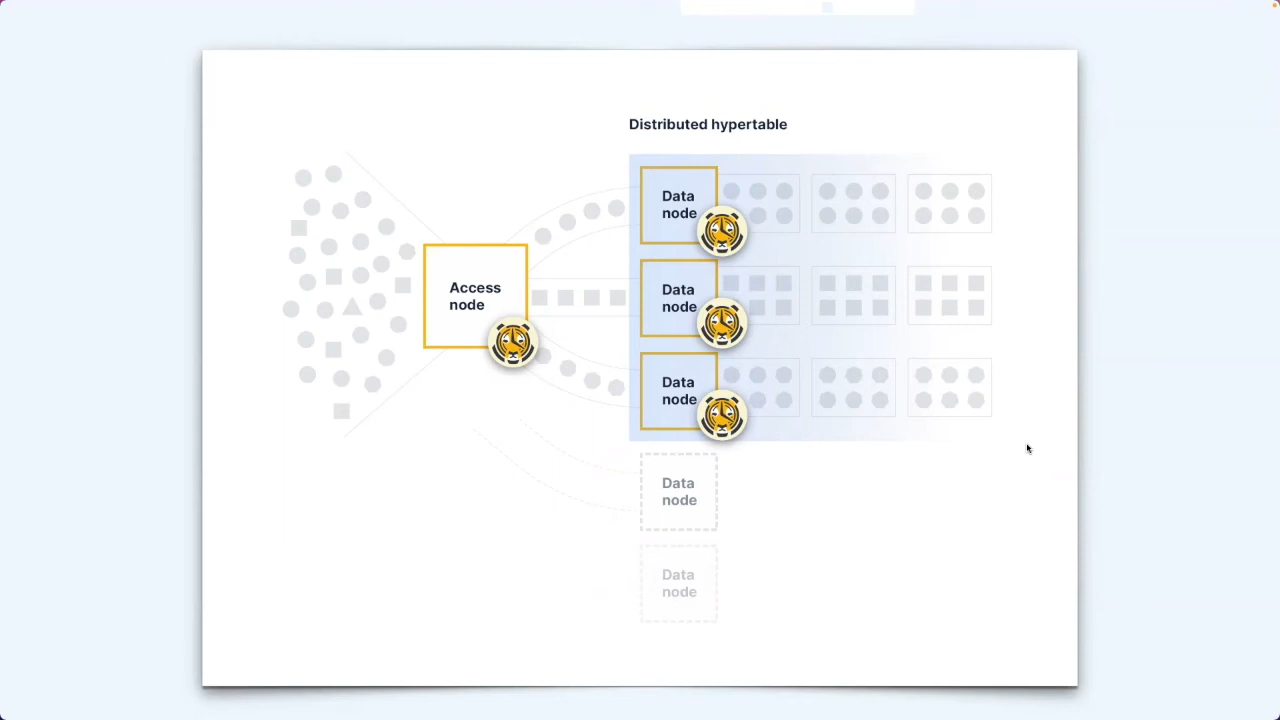 Distributed hypertable
Data
node
Access
node
Data
node
Data
node
Data
node
Data
node